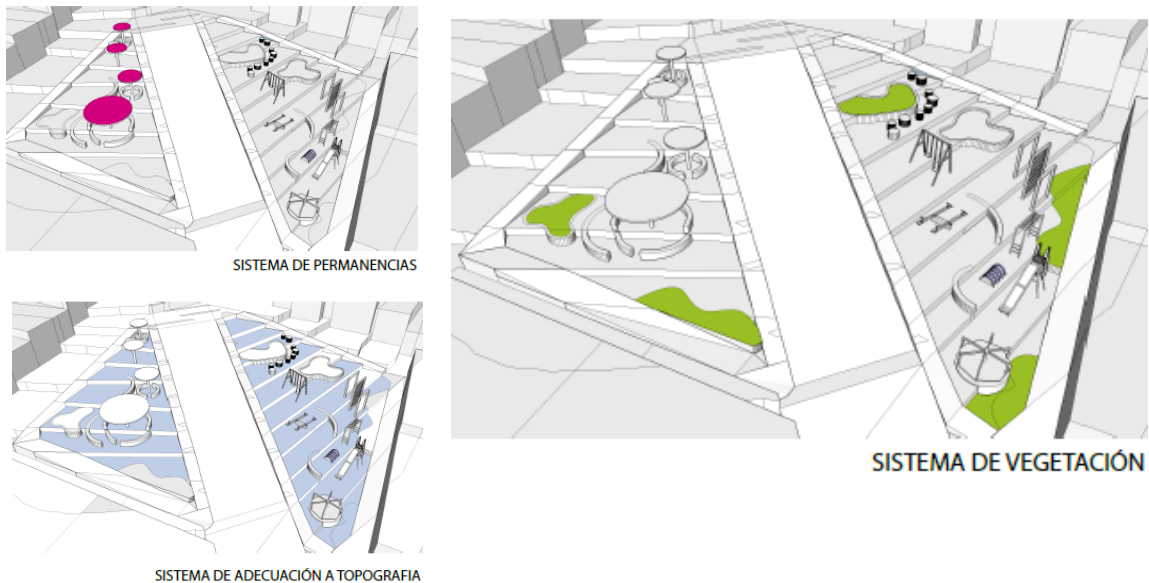 SISTEMA DE PERMANENCIAS
SISTEMA DE VEGETACIÓN
SISTEMA DE ADECUACIÓN A TOPOGRAFIA